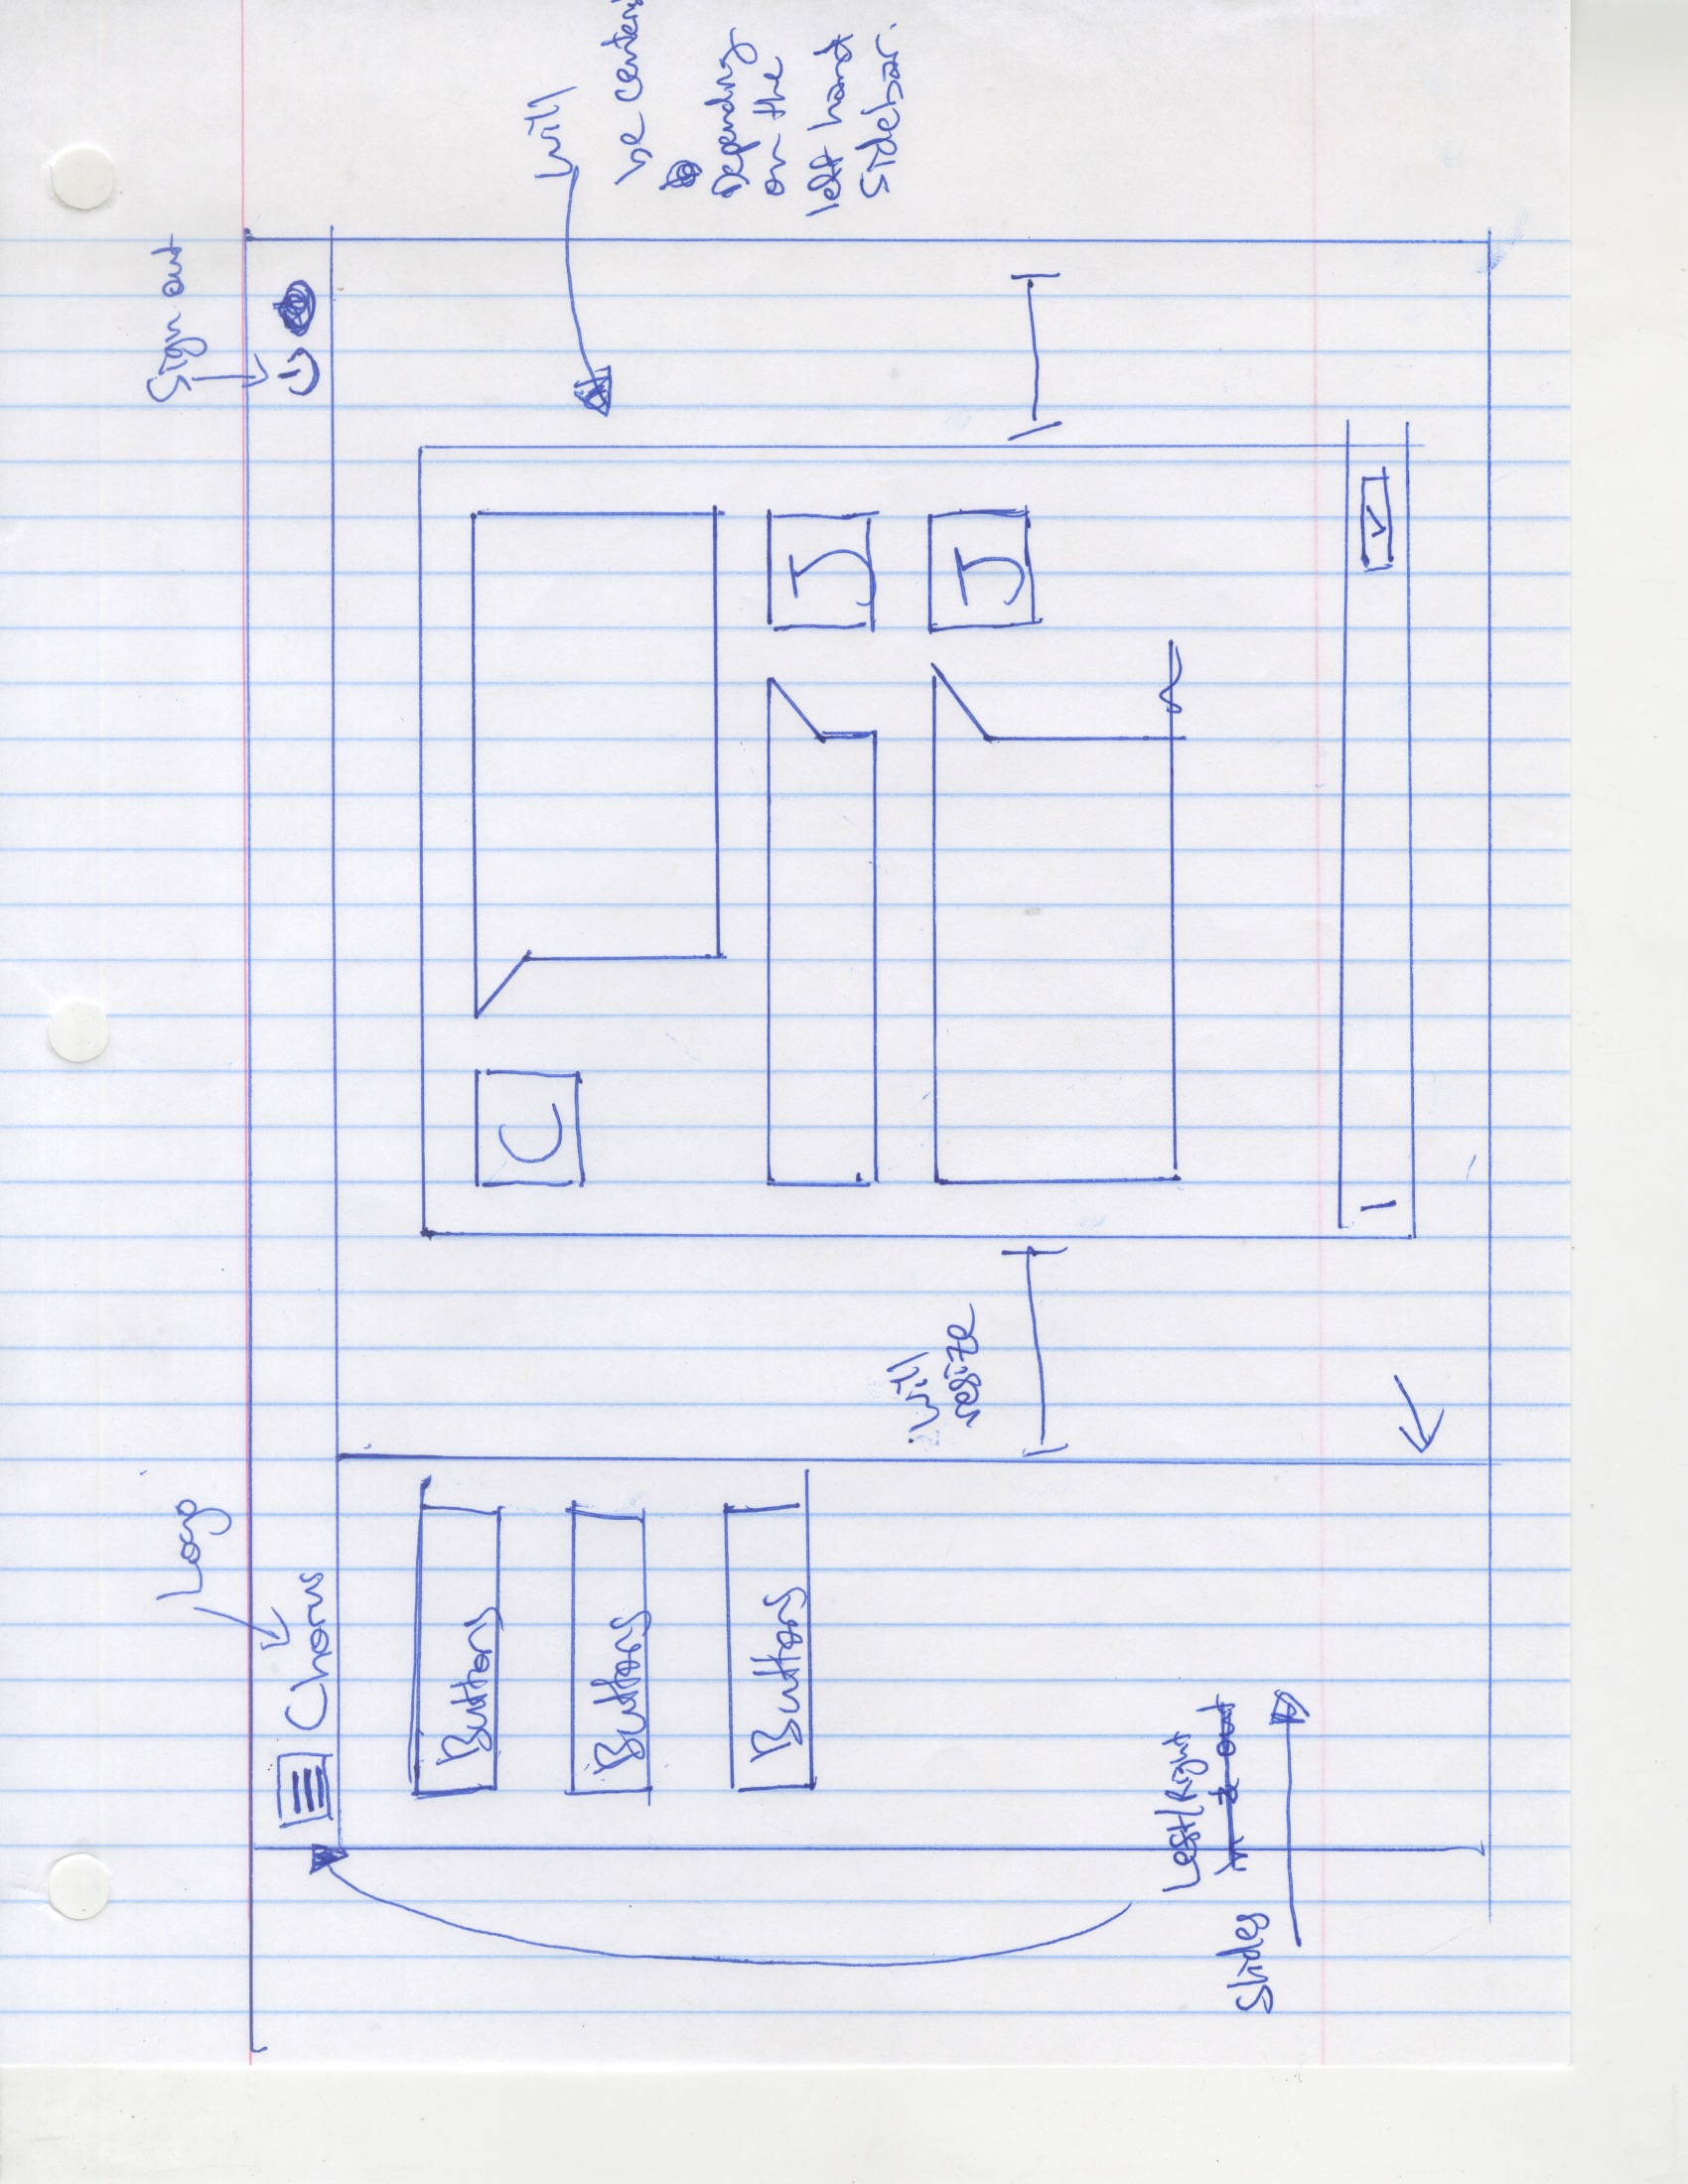 Logo
Sign out
Chorus
Buttons
Buttons
Buttons
C
J
J
Will
be centered
Depending
on the
left hand
sidebar.
will
resize
Left/Right
in & out
Slides